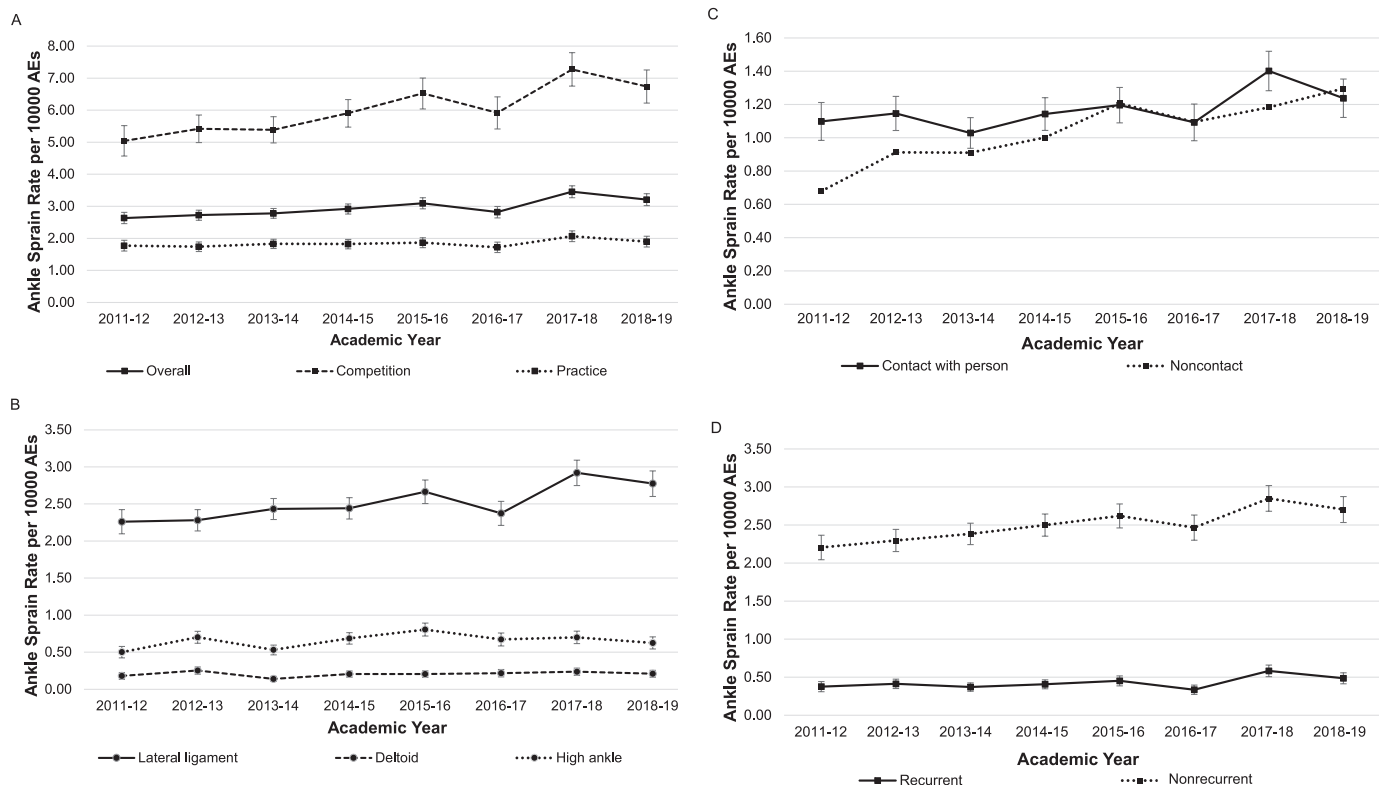 A
Ankle Sprain Rate per 10000 AEs
8.00
7.00
6.00
5.00
4.00
3.00
2.00
1.00
0.00
2011-12 2012-13 2013-14 2014-15 2015-16 2016-17 2017-18 2018-19
Academic Year
Overall Competition Practice
B
Ankle Sprain Rate per 10000 AEs
3.50
3.00
2.50
2.00
1.50
1.00
0.50
0.00
2011-12 2012-13 2013-14 2014-15 2015-16 2016-17 2017-18 2018-19
Academic Year
Lateral ligament Deltoid High ankle
C
Ankle Sprain Rate per 10000 AEs
1.60
1.40
1.20
1.00
0.80
0.60
0.40
0.20
0.00
2011-12 2012-13 2013-14 2014-15 2015-16 2016-17 2017-18 2018-19
Academic Year
Contact with person Noncontact
D
Ankle Sprain Rate per 10000 AEs
3.50
3.00
2.50
2.00
1.50
1.00
0.50
0.00
2011-12 2012-13 2013-14 2014-15 2015-16 2016-17 2017-18 2018-19
Academic Year
Recurrent Nonrecurrent